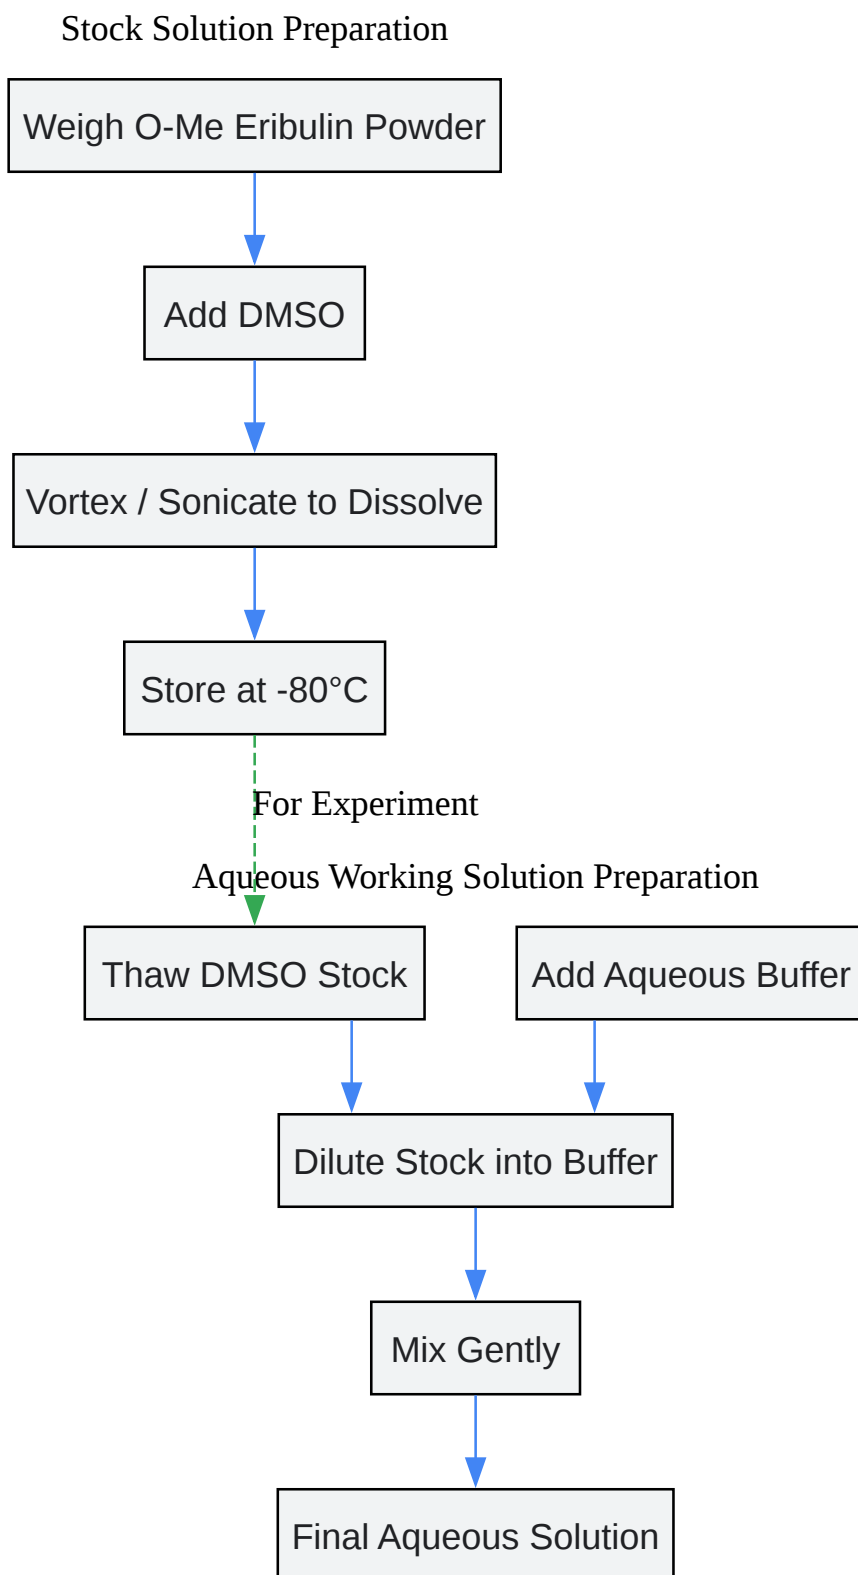 Stock Solution Preparation
Weigh O-Me Eribulin Powder
Add DMSO
Vortex / Sonicate to Dissolve
Store at -80°C
For Experiment
Aqueous Working Solution Preparation
Thaw DMSO Stock
Add Aqueous Buffer
Dilute Stock into Buffer
Mix Gently
Final Aqueous Solution